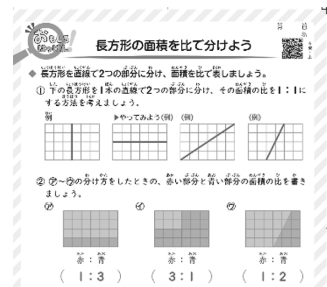 長方形の面積を比で分けよう
◆ 長方形を直線で2つの部分に分け、面積を比で表しましょう。
① 下の長方形を1本の直線で2つの部分に分け、その面積の比を1：1に
する方法を考えましょう。
例 ▶やってみよう(例) (例) (例)
② ㋐〜㋒の分け方をしたときの、赤い部分と青い部分の面積の比を書き
ましょう。
㋐ ㋑ ㋒
赤：青 赤：青 赤：青
( 1：3 ) ( 3：1 ) ( 1：2 )